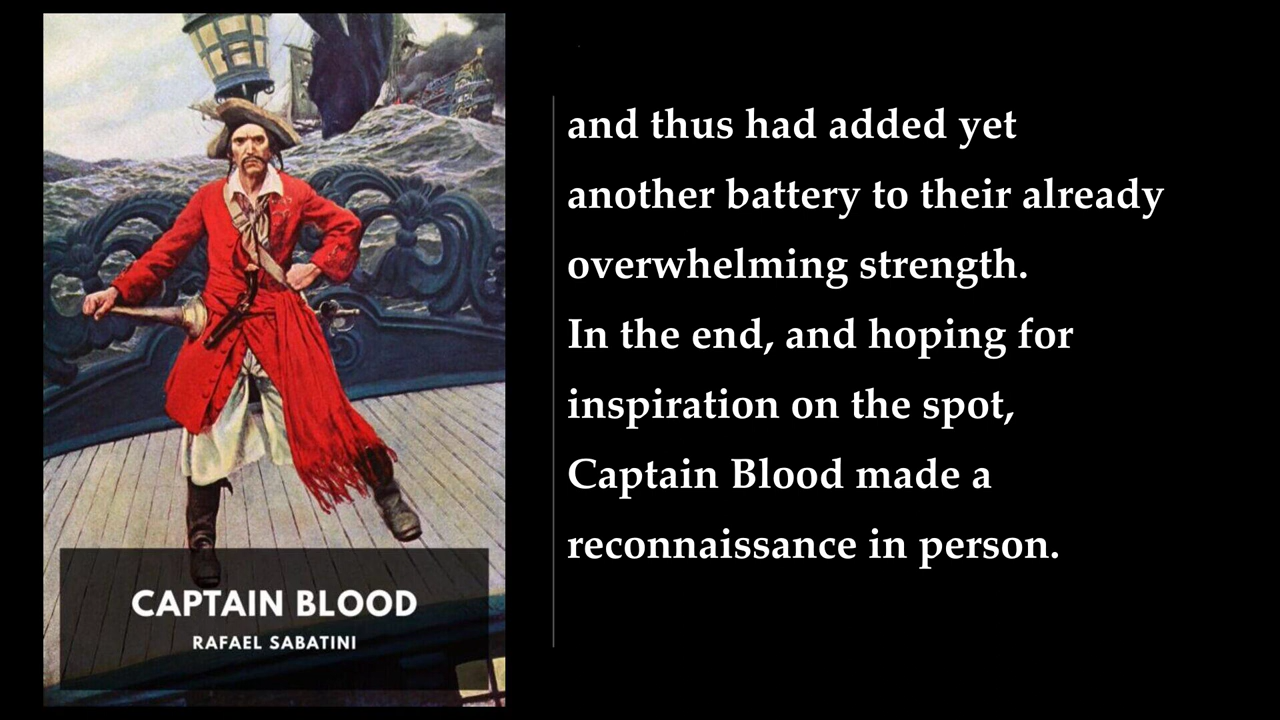 CAPTAIN BLOOD
RAFAEL SABATINI
and thus had added yet
another battery to their already
overwhelming strength.
In the end, and hoping for
inspiration on the spot,
Captain Blood made a
reconnaissance in person.